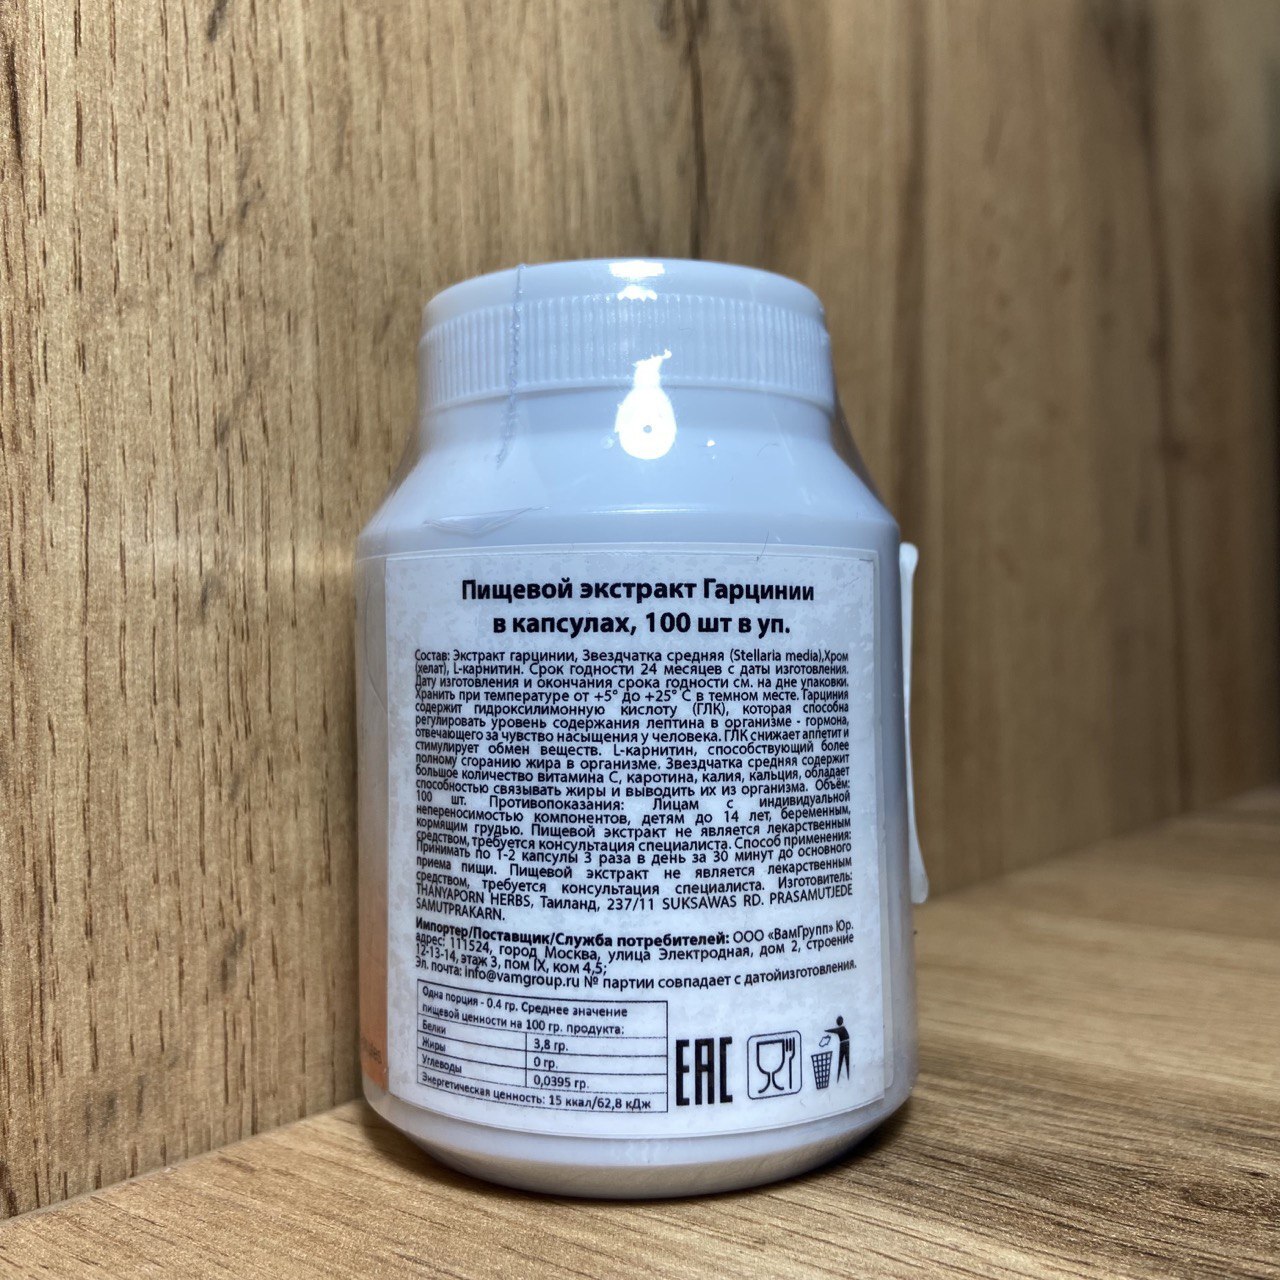 Пищевой экстракт Гарцинии
в капсулах, 100 шт в уп.
Состав: Экстракт гарцинии, Звездчатка средняя (Stellaria media),Хром
(хелат), L-карнитин. Срок годности 24 месяцев с даты изготовления.
Дату изготовления и окончания срока годности см. на дне упаковки.
Хранить при температуре от +5° до +25° С в темном месте. Гарциния
содержит гидроксилимонную кислоту (ГЛК), которая способна
регулировать уровень содержания лептина в организме - гормона,
отвечающего за чувство насыщения у человека. ГЛК снижает аппетит и
стимулирует обмен веществ. L-карнитин, способствующий более
полному сгоранию жира в организме. Звездчатка средняя содержит
большое количество витамина С, каротина, калия, кальция, обладает
способностью связывать жиры и выводить их из организма. Объём:
100 шт. Противопоказания: Лицам с индивидуальной
непереносимостью компонентов, детям до 14 лет, беременным,
кормящим грудью. Пищевой экстракт не является лекарственным
средством, требуется консультация специалиста. Способ применения:
Принимать по 1-2 капсулы 3 раза в день за 30 минут до основного
приема пищи. Пищевой экстракт не является лекарственным
средством, требуется консультация специалиста. Изготовитель:
THANYAPORN HERBS, Таиланд, 237/11 SUKSAWAS RD. PRASAMUTJEDE
SAMUTPRAKARN.
Импортер/Поставщик/Служба потребителей: ООО «ВамГрупп» Юр.
адрес: 111524, город Москва, улица Электродная, дом 2, строение
12-13-14, этаж 3, пом IX, ком 4,5;
Эл. почта: info@vamgroup.ru № партии совпадает с датойизготовления.
Одна порция - 0.4 гр. Среднее значение
пищевой ценности на 100 гр. продукта:
Белки 3,8 гр.
Жиры 0 гр.
Углеводы 0,0395 гр.
Энергетическая ценность: 15 ккал/62,8 кДж
ЕАС